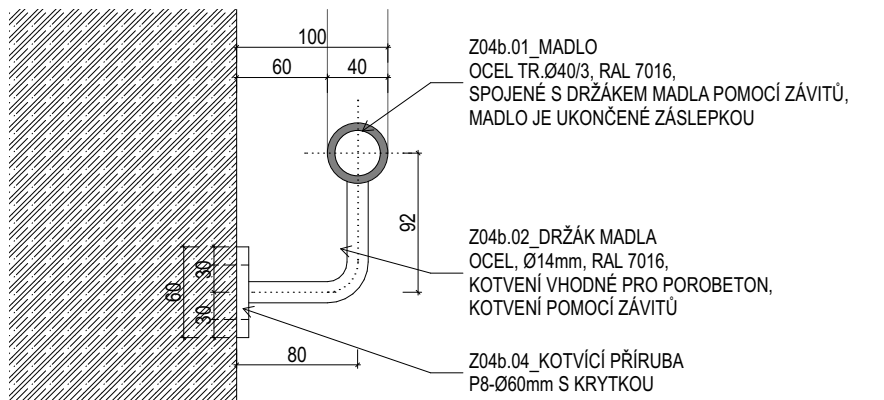 100
60
40
Z04b.01_MADLO
OCEL TR.Ø40/3, RAL 7016,
SPOJENÉ S DRŽÁKEM MADLA POMOCÍ ZÁVITŮ,
MADLO JE UKONČENÉ ZÁSLEPKOU
92
Z04b.02_DRŽÁK MADLA
OCEL, Ø14mm, RAL 7016,
KOTVENÍ VHODNÉ PRO POROBETON,
KOTVENÍ POMOCÍ ZÁVITŮ
60
30
30
80
Z04b.04_KOTVÍCÍ PŘÍRUBA
P8-Ø60mm S KRYTKOU